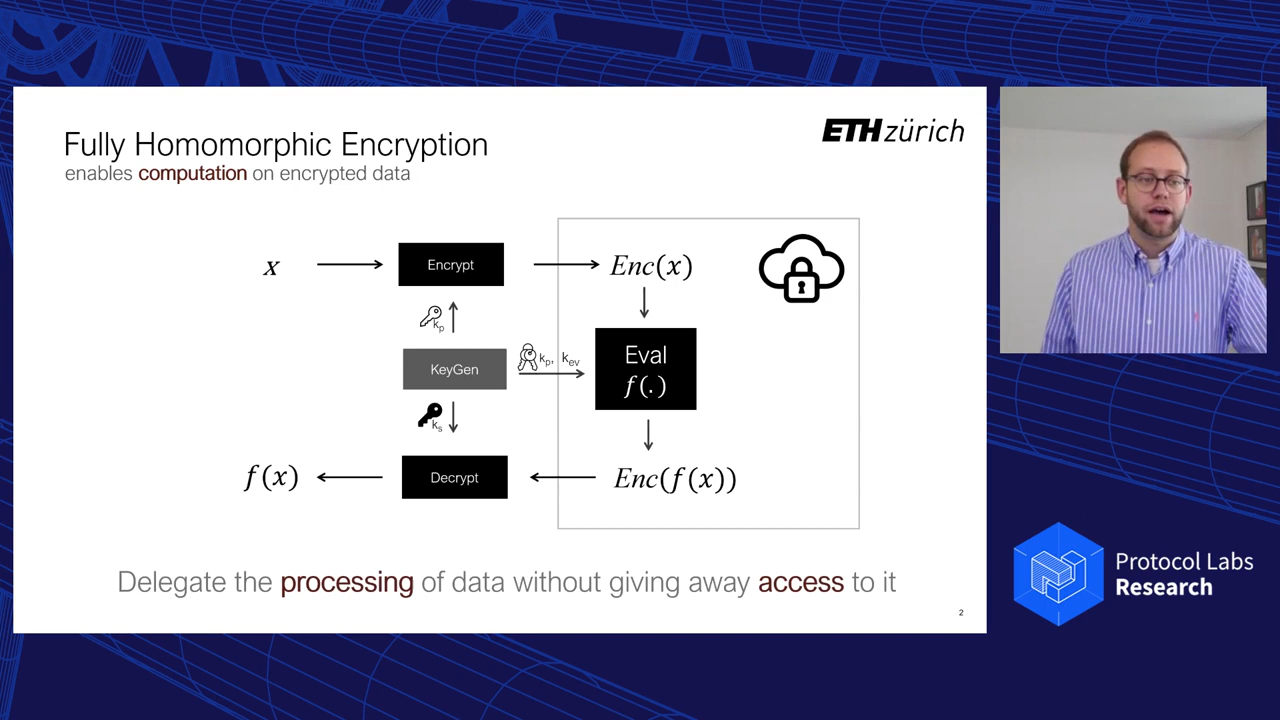 Fully Homomorphic Encryption
enables computation on encrypted data
ETH zürich
x
Encrypt
Enc(x)
kp
KeyGen
kp, kev
Eval
f(.)
ks
f(x)
Decrypt
Enc(f(x))
Delegate the processing of data without giving away access to it
2
Protocol Labs
Research